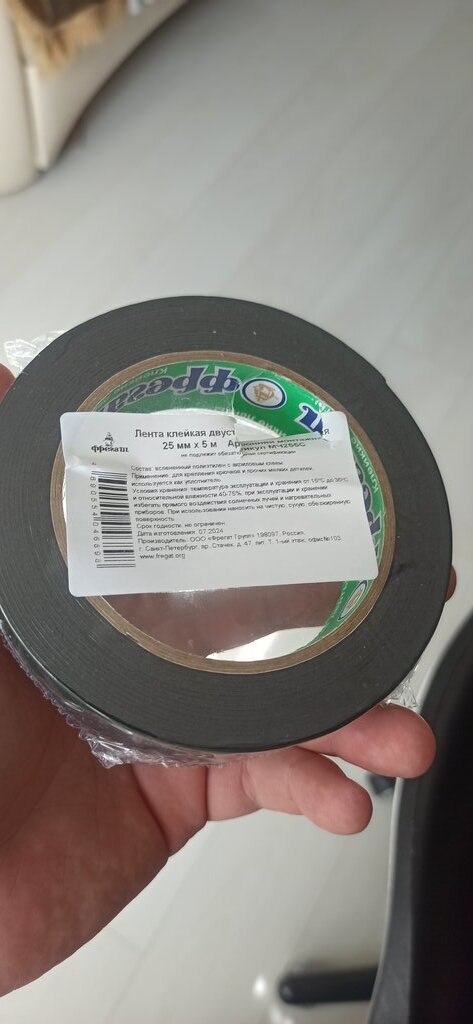 Фрегат
Лента клейкая двуст
25 мм х 5 м
не подлежит обязательной сертификации
Состав: вспененный полиэтилен с акриловым клеем.
Применение: для крепления крючков и прочих мелких деталей,
используется как уплотнитель.
Условия хранения: температура эксплуатации и хранения от 15°С до 35°С
и относительной влажности 40-75%, при эксплуатации и хранении
избегать прямого воздействия солнечных лучей и нагревательных
приборов. При использовании наносить на чистую, сухую, обезжиренную
поверхность.
Срок годности: не ограничен
Дата изготовления: 07.2024
Производитель: ООО «Фрегат Групп» 198097, Россия,
г. Санкт-Петербург, пр. Стачек, д. 47, лит. Т, 1-ый этаж, офис №103
www.fregat.org